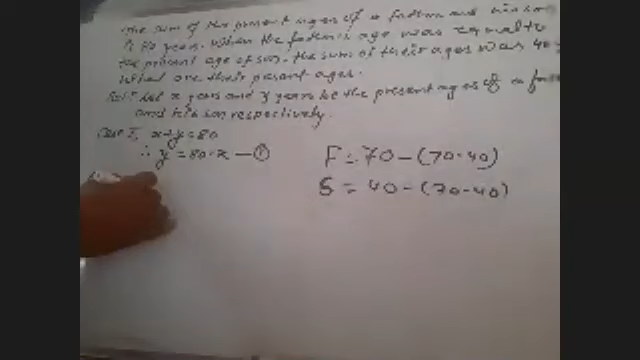 The sum of the present ages of a father and his son
is 80 years. When the father's age was equal to
the present age of son, the sum of their ages was 40 y
What are their present ages.
Solⁿ: Let x years and y years be the present ages of a fa
and his son respectively.
Case I, x+y=80
∴ y = 80-x — ①
F = 70 - (70-40)
S = 40 - (70-40)